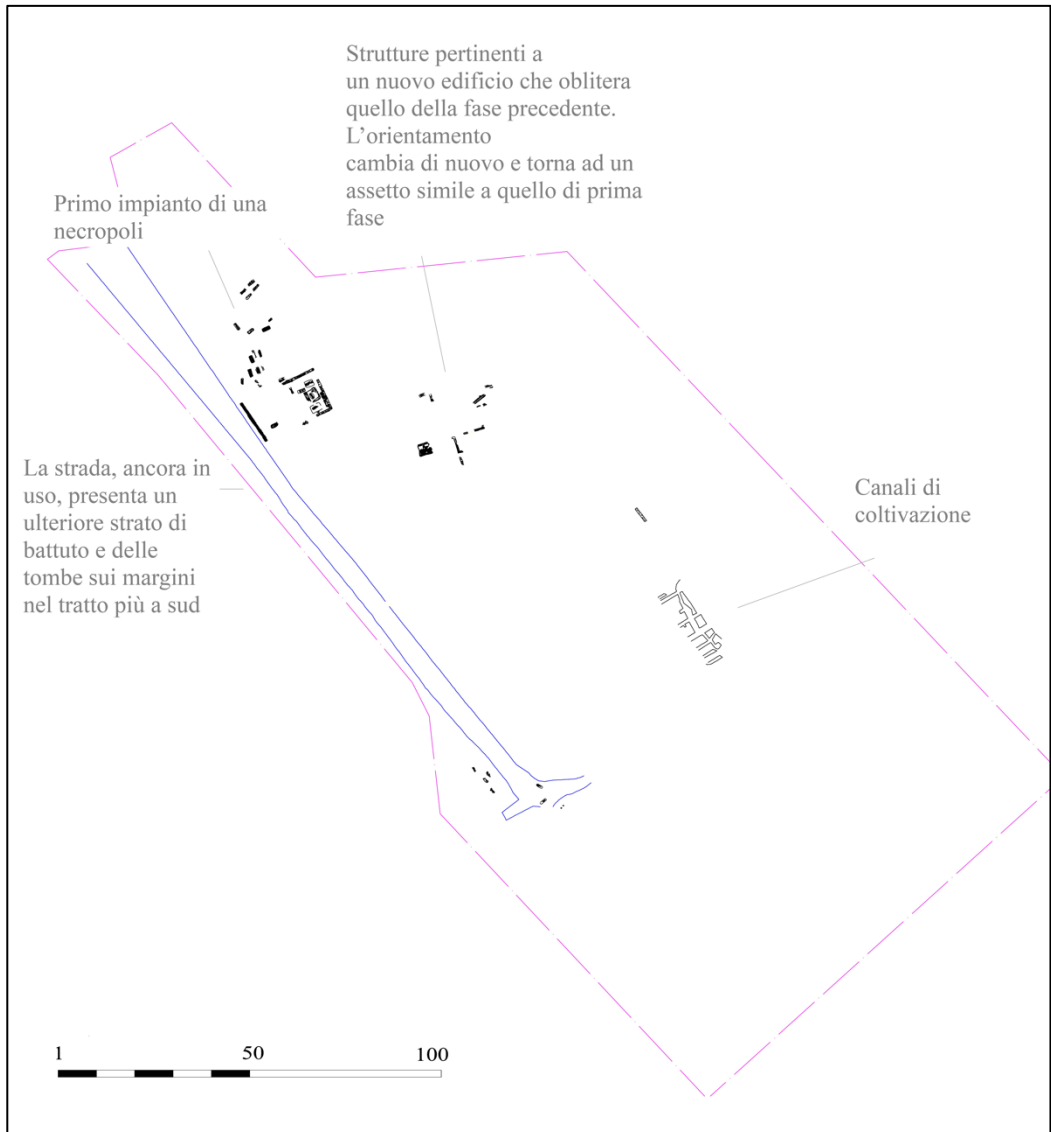 Strutture pertinenti a
un nuovo edificio che oblitera
quello della fase precedente.
L’orientamento
cambia di nuovo e torna ad un
assetto simile a quello di prima
fase
Primo impianto di una
necropoli
La strada, ancora in
uso, presenta un
ulteriore strato di
battuto e delle
tombe sui margini
nel tratto più a sud
Canali di
coltivazione
1 50 100